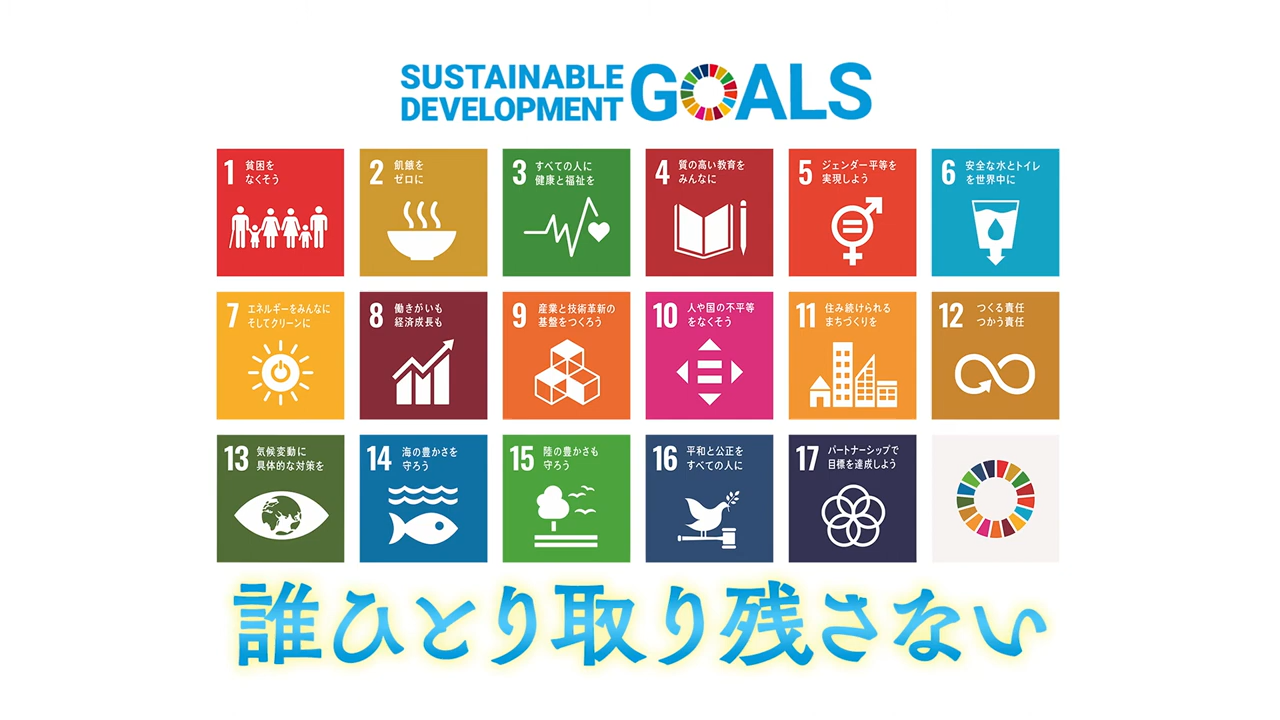 SUSTAINABLE
DEVELOPMENT
GOALS
1 貧困を
なくそう
2 飢餓を
ゼロに
3 すべての人に
健康と福祉を
4 質の高い教育を
みんなに
5 ジェンダー平等を
実現しよう
6 安全な水とトイレ
を世界中に
7 エネルギーをみんなに
そしてクリーンに
8 働きがいも
経済成長も
9 産業と技術革新の
基盤をつくろう
10 人や国の不平等
をなくそう
11 住み続けられる
まちづくりを
12 つくる責任
つかう責任
13 気候変動に
具体的な対策を
14 海の豊かさを
守ろう
15 陸の豊かさも
守ろう
16 平和と公正を
すべての人に
17 パートナーシップで
目標を達成しよう
誰ひとり取り残さない